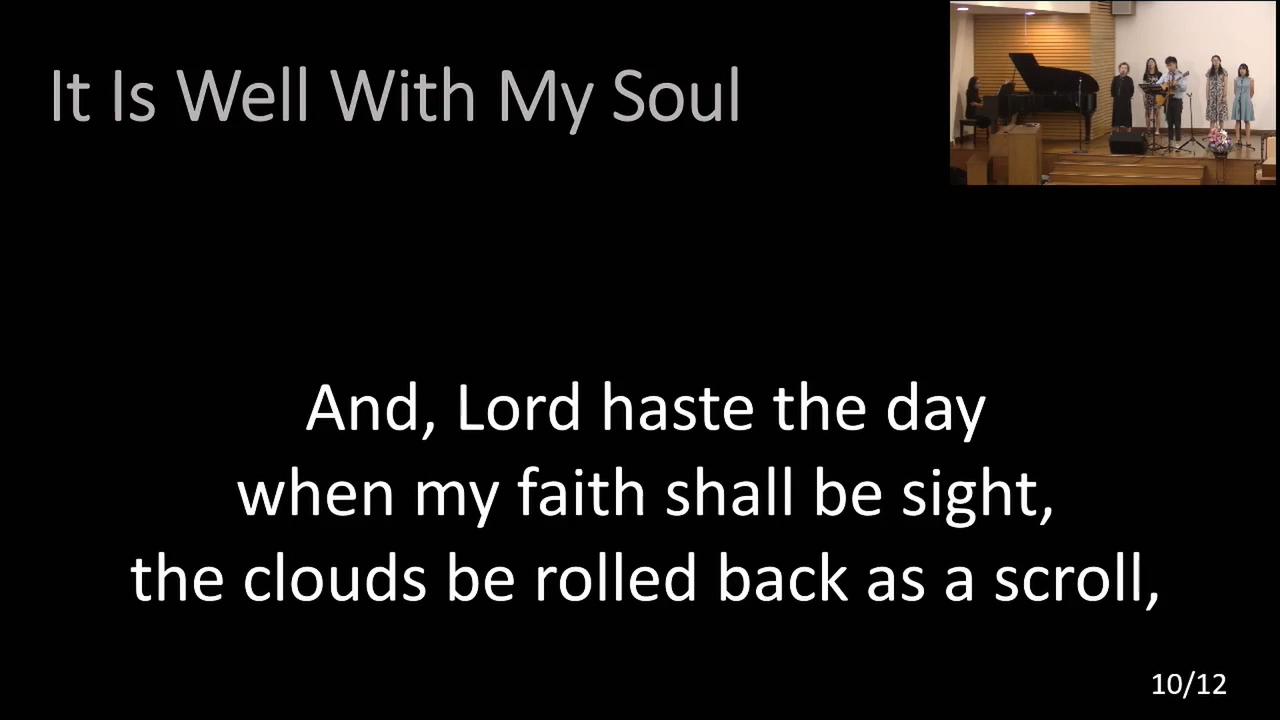 It Is Well With My Soul
And, Lord haste the day
when my faith shall be sight,
the clouds be rolled back as a scroll,
10/12